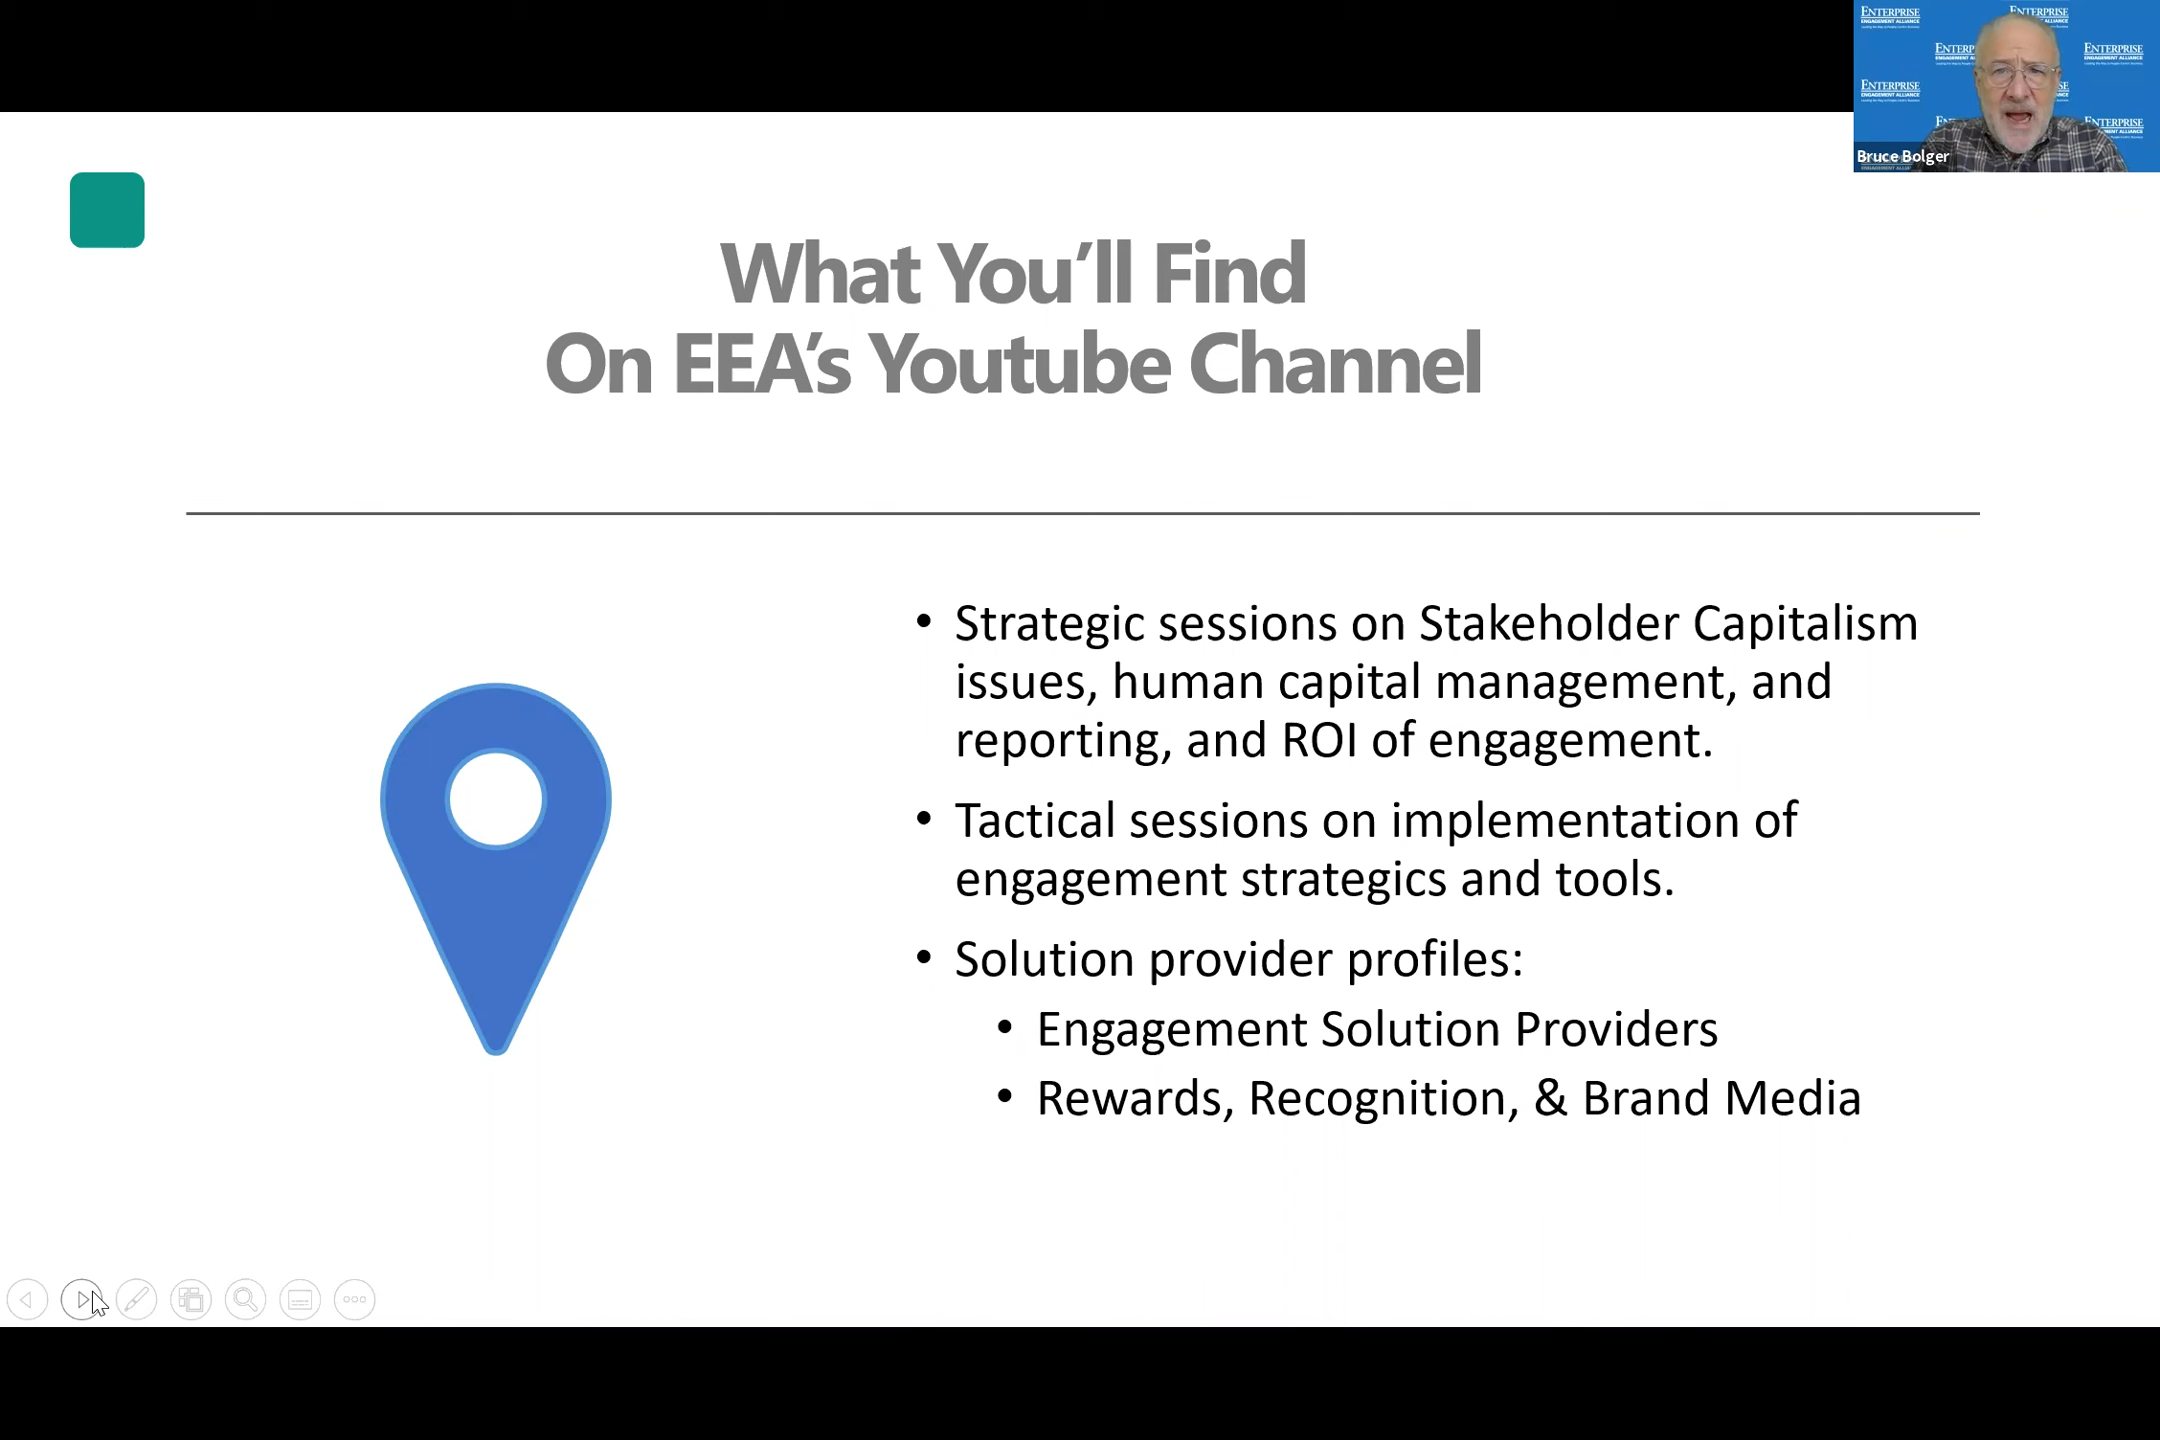 ENTERPRISE
ENGAGEMENT ALLIANCE
Bruce Bolger
What You’ll Find
On EEA’s Youtube Channel
• Strategic sessions on Stakeholder Capitalism
issues, human capital management, and
reporting, and ROI of engagement.
• Tactical sessions on implementation of
engagement strategics and tools.
• Solution provider profiles:
• Engagement Solution Providers
• Rewards, Recognition, & Brand Media